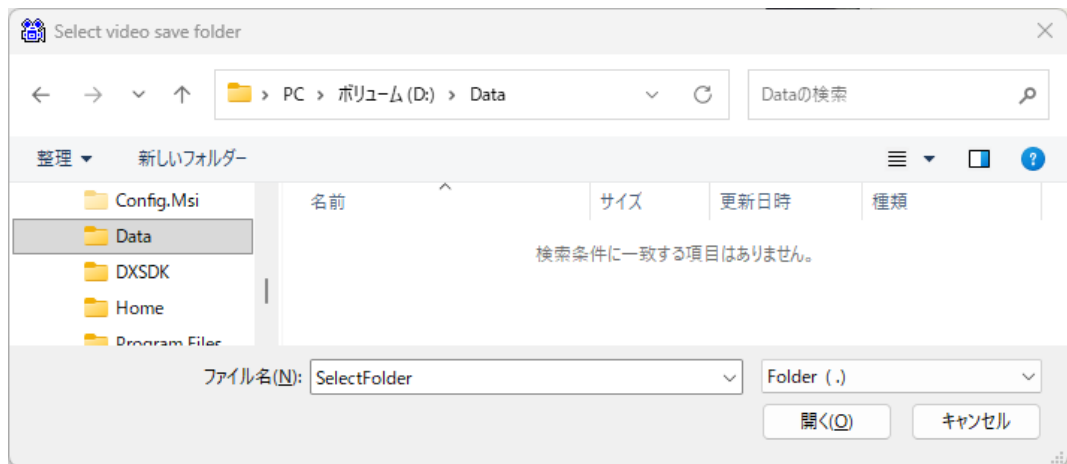 Select video save folder
PC > ボリューム (D:) > Data
Dataの検索
整理
新しいフォルダー
Config.Msi
Data
DXSDK
Home
Program Files
名前 サイズ 更新日時 種類
検索条件に一致する項目はありません。
ファイル名(N): SelectFolder
Folder (.)
開く(O) キャンセル